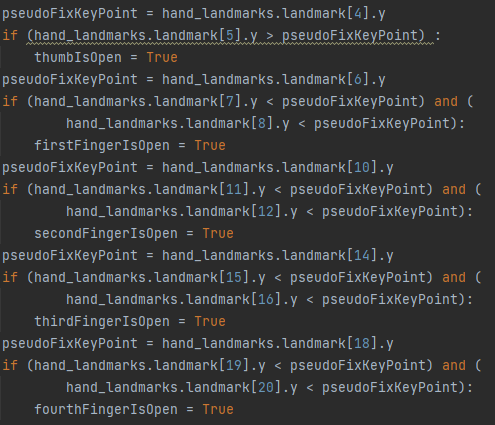 pseudoFixKeyPoint = hand_landmarks.landmark[4].y
if (hand_landmarks.landmark[5].y > pseudoFixKeyPoint) :
    thumbIsOpen = True
pseudoFixKeyPoint = hand_landmarks.landmark[6].y
if (hand_landmarks.landmark[7].y < pseudoFixKeyPoint) and (
        hand_landmarks.landmark[8].y < pseudoFixKeyPoint):
    firstFingerIsOpen = True
pseudoFixKeyPoint = hand_landmarks.landmark[10].y
if (hand_landmarks.landmark[11].y < pseudoFixKeyPoint) and (
        hand_landmarks.landmark[12].y < pseudoFixKeyPoint):
    secondFingerIsOpen = True
pseudoFixKeyPoint = hand_landmarks.landmark[14].y
if (hand_landmarks.landmark[15].y < pseudoFixKeyPoint) and (
        hand_landmarks.landmark[16].y < pseudoFixKeyPoint):
    thirdFingerIsOpen = True
pseudoFixKeyPoint = hand_landmarks.landmark[18].y
if (hand_landmarks.landmark[19].y < pseudoFixKeyPoint) and (
        hand_landmarks.landmark[20].y < pseudoFixKeyPoint):
    fourthFingerIsOpen = True